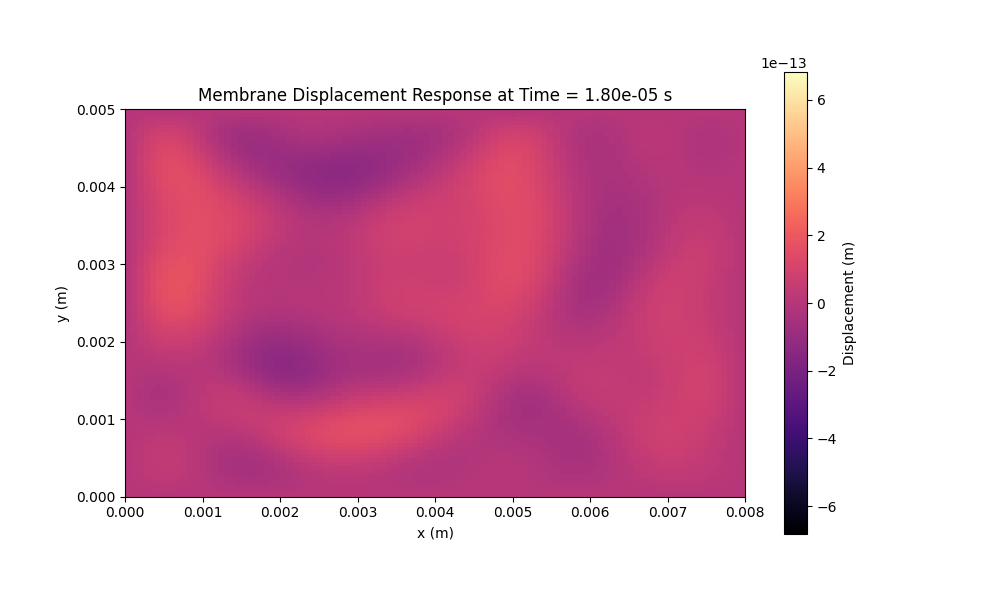 1e−13
Membrane Displacement Response at Time = 1.80e-05 s
0.005
0.004
0.003
0.002
0.001
0.000
y (m)
0.000 0.001 0.002 0.003 0.004 0.005 0.006 0.007 0.008
x (m)
6
4
2
0
−2
−4
−6
Displacement (m)